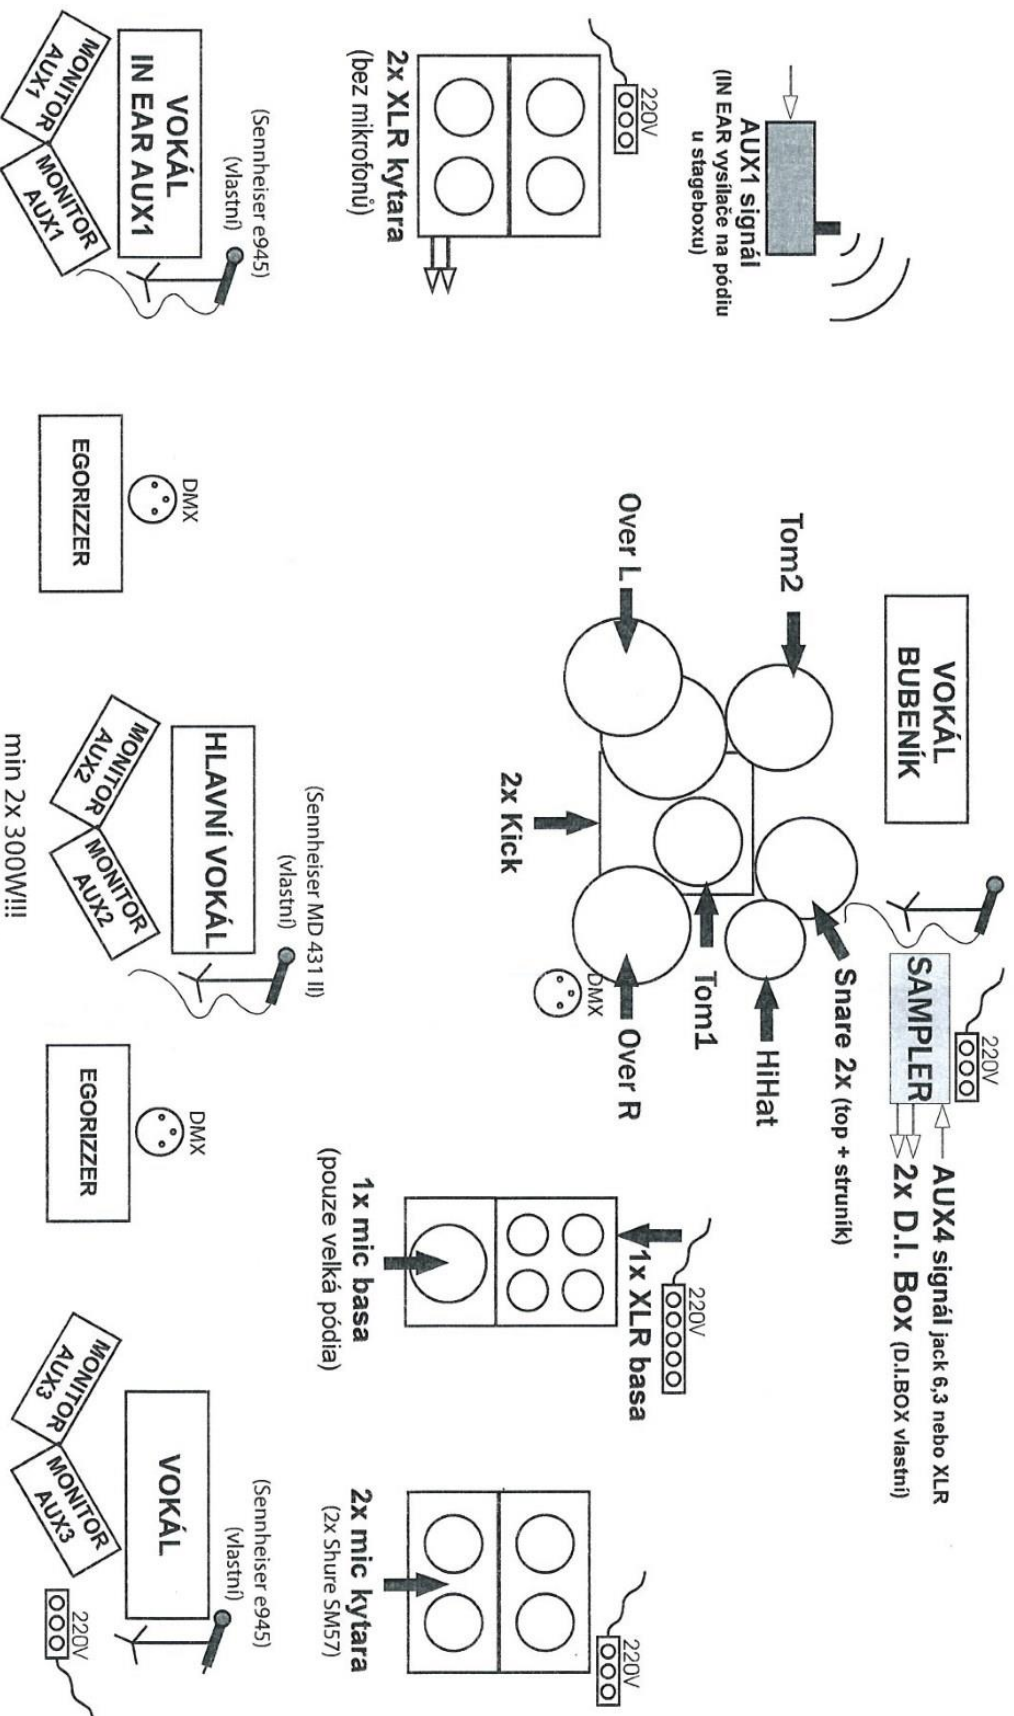 AUX1 signál
(IN EAR vysílače na pódiu
u stageboxu)
220V
2x XLR kytara
(bez mikrofonů)
(Sennheiser e945)
(vlastní)
VOKÁL
IN EAR AUX1
MONITOR
AUX1
MONITOR
AUX1
DMX
EGORIZZER
VOKÁL
BUBENÍK
220V
SAMPLER
AUX4 signál jack 6,3 nebo XLR
2x D.I. Box (D.I.BOX vlastní)
Tom2
Snare 2x (top + struník)
HiHat
Tom1
Over L
Over R
DMX
2x Kick
(Sennheiser MD 431 II)
(vlastní)
HLAVNÍ VOKÁL
MONITOR
AUX2
MONITOR
AUX2
min 2x 300W!!!
DMX
EGORIZZER
220V
1x XLR basa
1x mic basa
(pouze velká pódia)
220V
2x mic kytara
(2x Shure SM57)
(Sennheiser e945)
(vlastní)
VOKÁL
MONITOR
AUX3
MONITOR
AUX3
220V